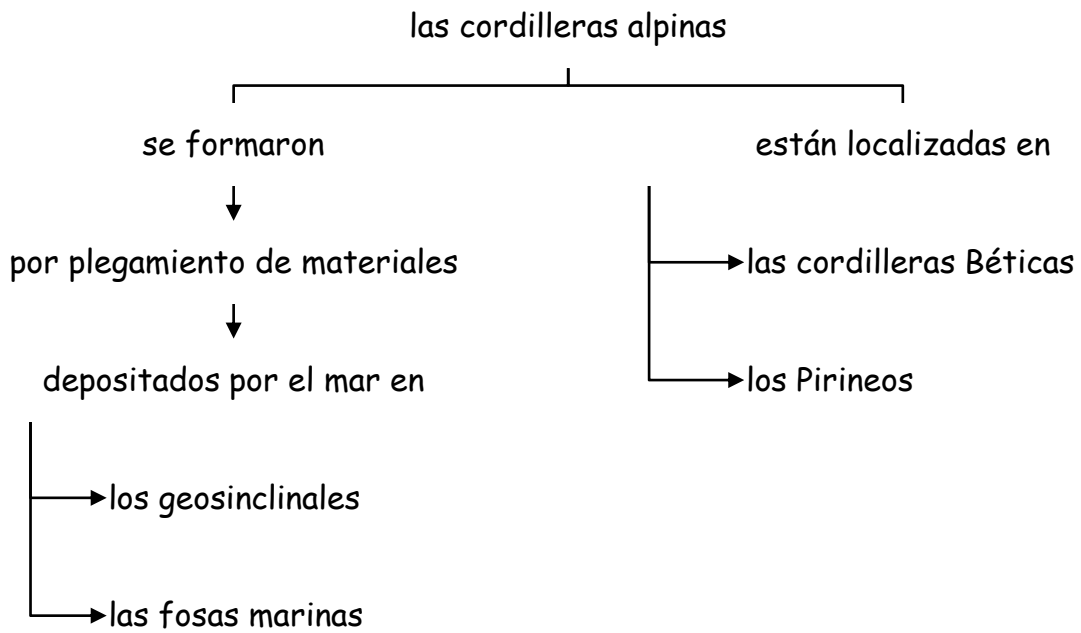 las cordilleras alpinas
se formaron
están localizadas en
por plegamiento de materiales
las cordilleras Béticas
depositados por el mar en
los Pirineos
los geosinclinales
las fosas marinas